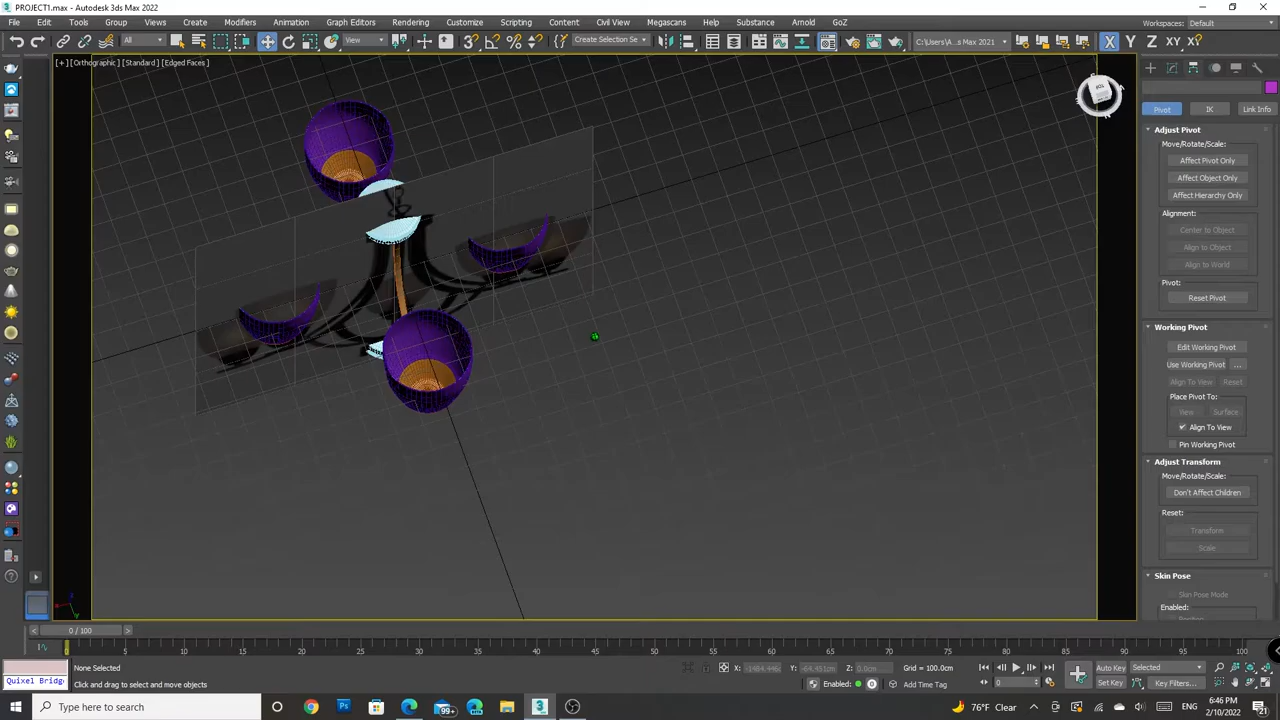 PROJECT1.max - Autodesk 3ds Max 2022
File Edit Tools Group Views Create Modifiers Animation Graph Editors Rendering Customize Scripting Content Civil View Megascans Help Substance Arnold GoZ
Workspaces: Default
All View Create Selection Se C:\Users\A...s Max 2021 X Y Z XY
[+] [Orthographic] [Standard] [Edged Faces]
Pivot IK Link Info
Adjust Pivot
Move/Rotate/Scale:
Affect Pivot Only
Affect Object Only
Affect Hierarchy Only
Alignment:
Center to Object
Align to Object
Align to World
Pivot:
Reset Pivot
Working Pivot
Edit Working Pivot
Use Working Pivot ...
Align To View Reset
Place Pivot To:
View Surface
Align To View
Pin Working Pivot
Adjust Transform
Move/Rotate/Scale:
Don't Affect Children
Reset:
Transform
Scale
Skin Pose
Skin Pose Mode
Enabled:
0 / 100
0 5 10 15 20 25 30 35 40 45 50 55 60 65 70 75 80 85 90 95 100
None Selected X: Y: Z: 0.0cm Grid = 100.0cm Auto Key Selected
Quixel Bridg Click and drag to select and move objects Enabled: Add Time Tag 0 Set Key Key Filters...
Type here to search 99+ 76°F Clear 6:46 PM
2/10/2022